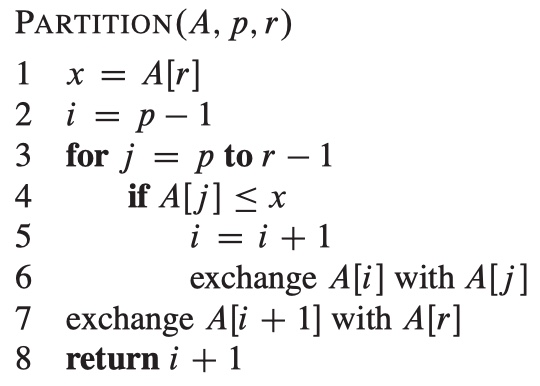 PARTITION(A, p, r)
1 x = A[r]
2 i = p − 1
3 for j = p to r − 1
4 if A[j] ≤ x
5 i = i + 1
6 exchange A[i] with A[j]
7 exchange A[i + 1] with A[r]
8 return i + 1